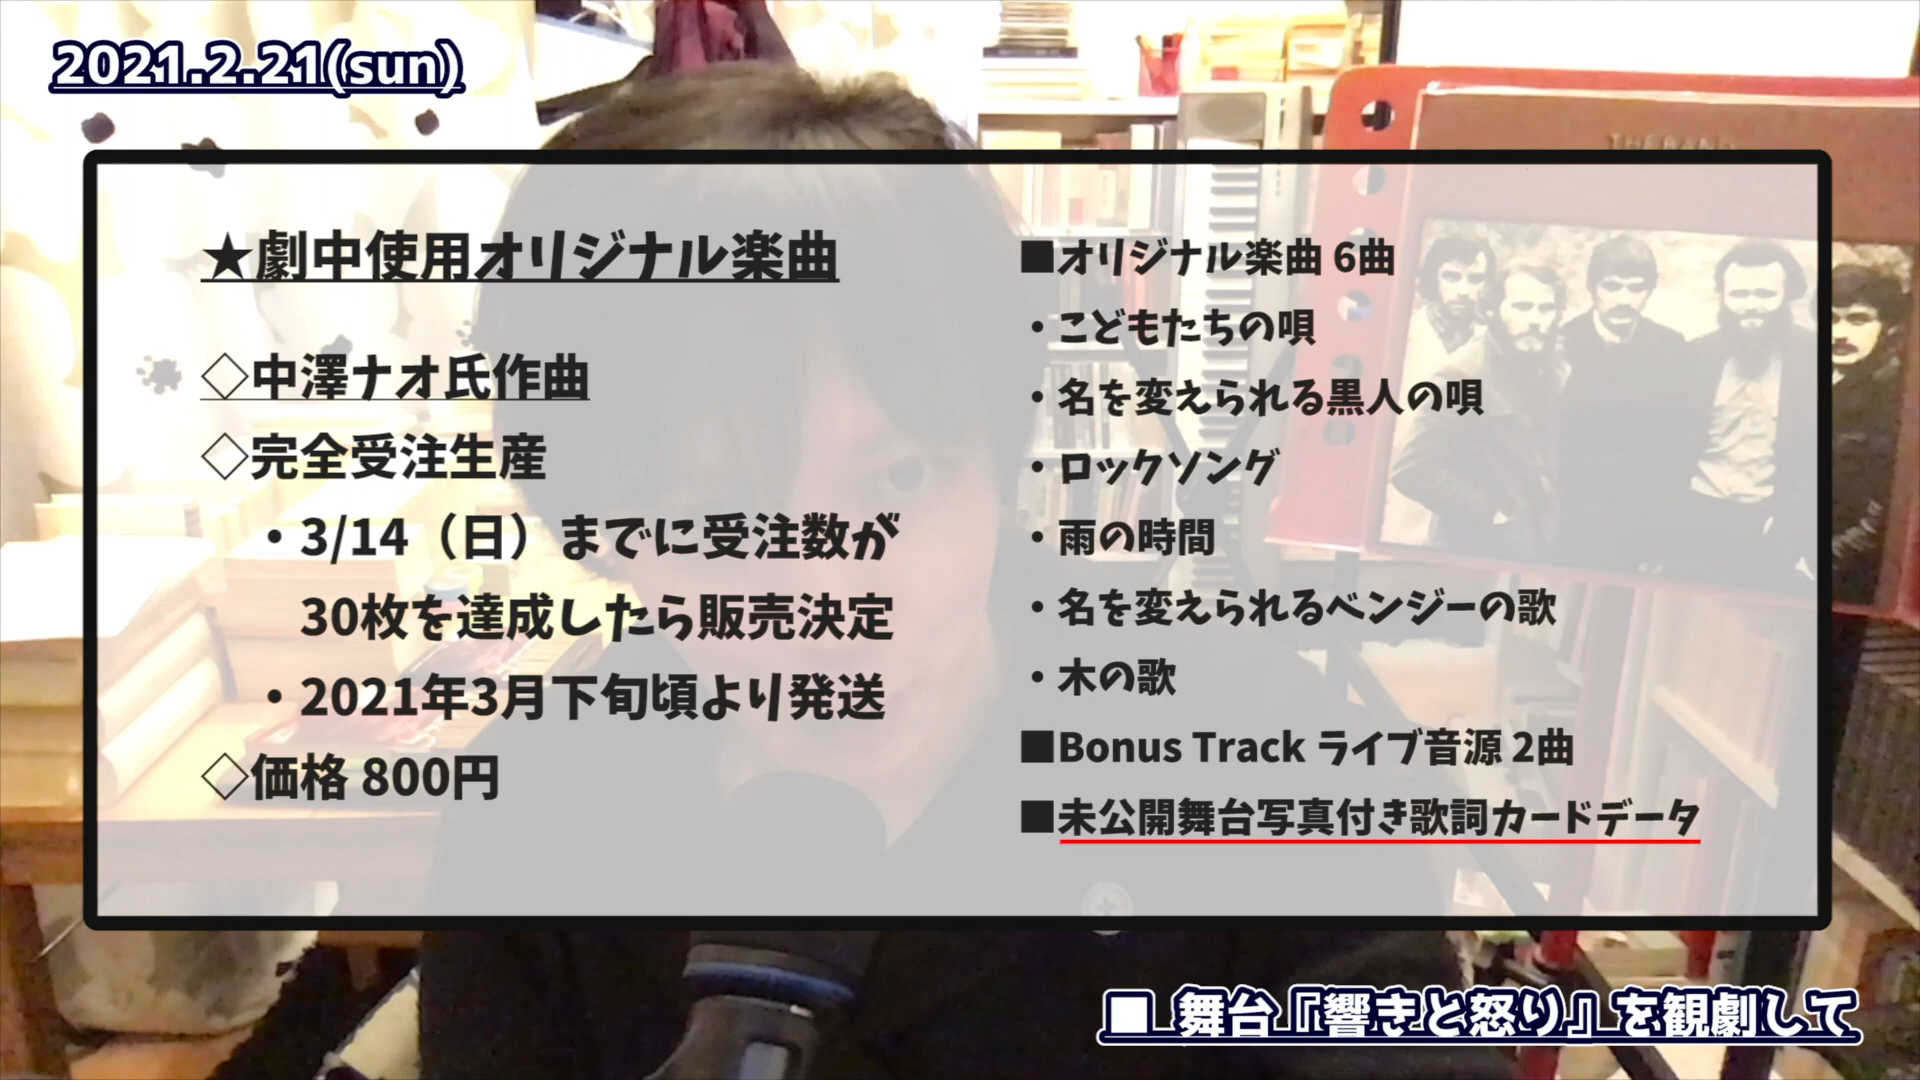 2021.2.21(sun)
THE BAND
★劇中使用オリジナル楽曲
◇中澤ナオ氏作曲
◇完全受注生産
・3/14（日）までに受注数が
30枚を達成したら販売決定
・2021年3月下旬頃より発送
◇価格 800円
■オリジナル楽曲 6曲
・こどもたちの唄
・名を変えられる黒人の唄
・ロックソング
・雨の時間
・名を変えられるベンジーの歌
・木の歌
■Bonus Track ライブ音源 2曲
■未公開舞台写真付き歌詞カードデータ
■ 舞台『響きと怒り』を観劇して